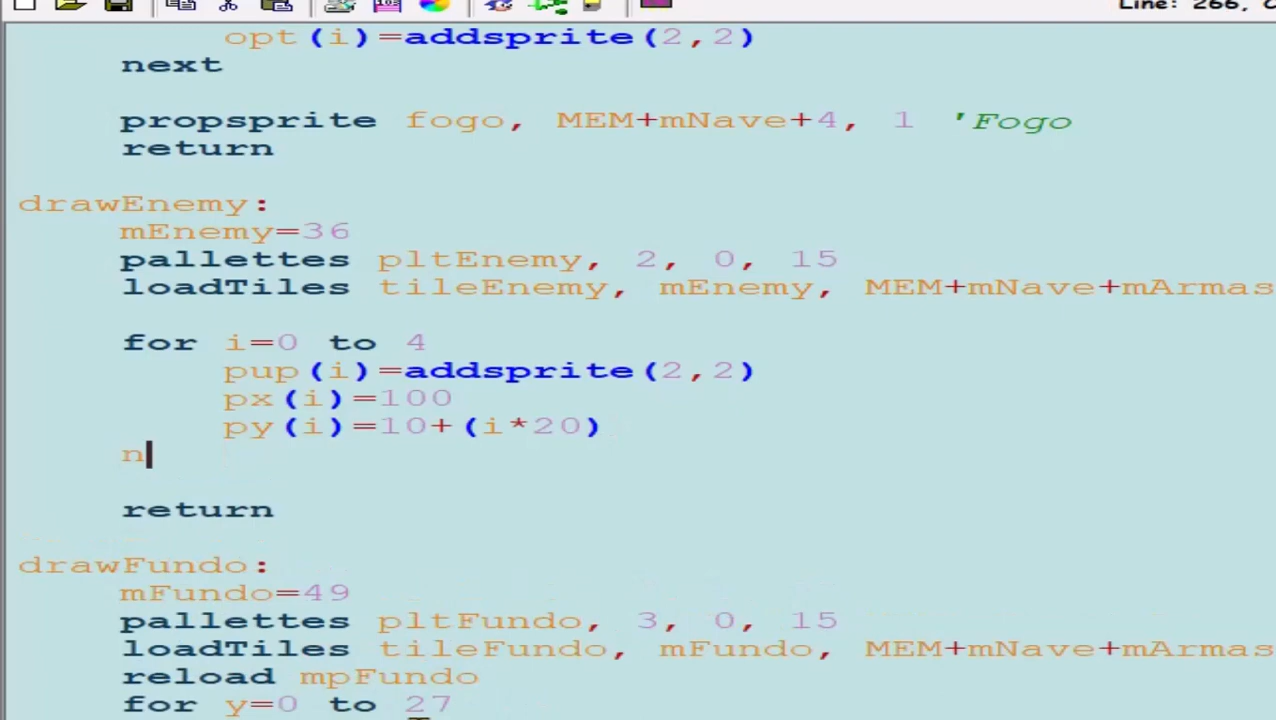 Line: 266,
opt(i)=addsprite(2,2)
next
propsprite fogo, MEM+mNave+4, 1 'Fogo
return
drawEnemy:
mEnemy=36
pallettes pltEnemy, 2, 0, 15
loadTiles tileEnemy, mEnemy, MEM+mNave+mArmas
for i=0 to 4
pup(i)=addsprite(2,2)
px(i)=100
py(i)=10+(i*20)
n
return
drawFundo:
mFundo=49
pallettes pltFundo, 3, 0, 15
loadTiles tileFundo, mFundo, MEM+mNave+mArmas
reload mpFundo
for y=0 to 27